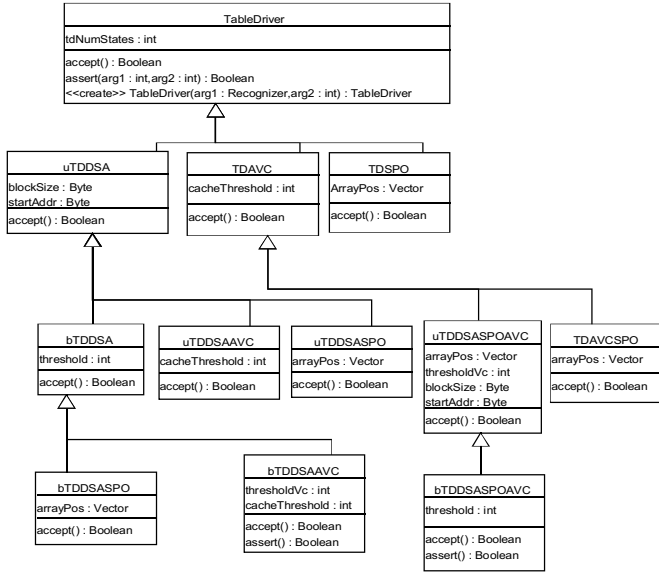 TableDriver
tdNumStates : int
accept() : Boolean
assert(arg1 : int,arg2 : int) : Boolean
<<create>> TableDriver(arg1 : Recognizer,arg2 : int) : TableDriver
uTDDSA
blockSize : Byte
startAddr : Byte
accept() : Boolean
TDAVC
cacheThreshold : int
accept() : Boolean
TDSPO
ArrayPos : Vector
accept() : Boolean
bTDDSA
threshold : int
accept() : Boolean
uTDDSAAVC
cacheThreshold : int
accept() : Boolean
uTDDSASPO
arrayPos : Vector
accept() : Boolean
uTDDSASPOAVC
arrayPos : Vector
thresholdVc : int
blockSize : Byte
startAddr : Byte
accept() : Boolean
TDAVCSPO
arrayPos : Vector
accept() : Boolean
bTDDSASPO
arrayPos : Vector
accept() : Boolean
bTDDSAAVC
thresholdVc : int
cacheThreshold : int
accept() : Boolean
assert() : Boolean
bTDDSASPOAVC
threshold : int
accept() : Boolean
assert() : Boolean